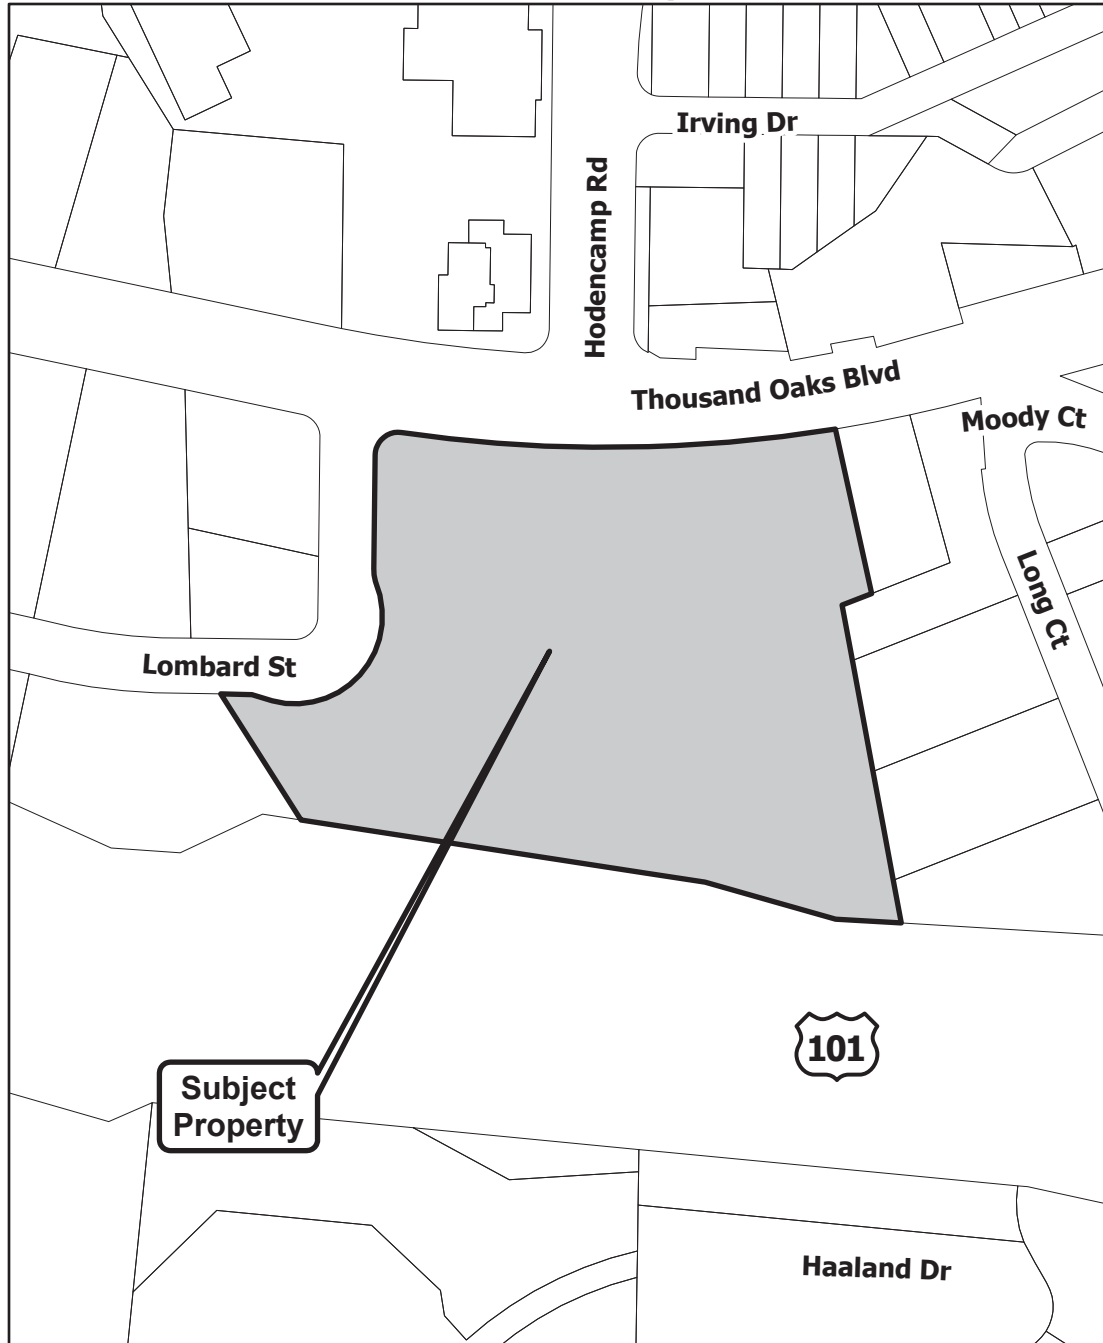 Irving Dr
Hodencamp Rd
Thousand Oaks Blvd
Moody Ct
Long Ct
Lombard St
101
Subject
Property
Haaland Dr